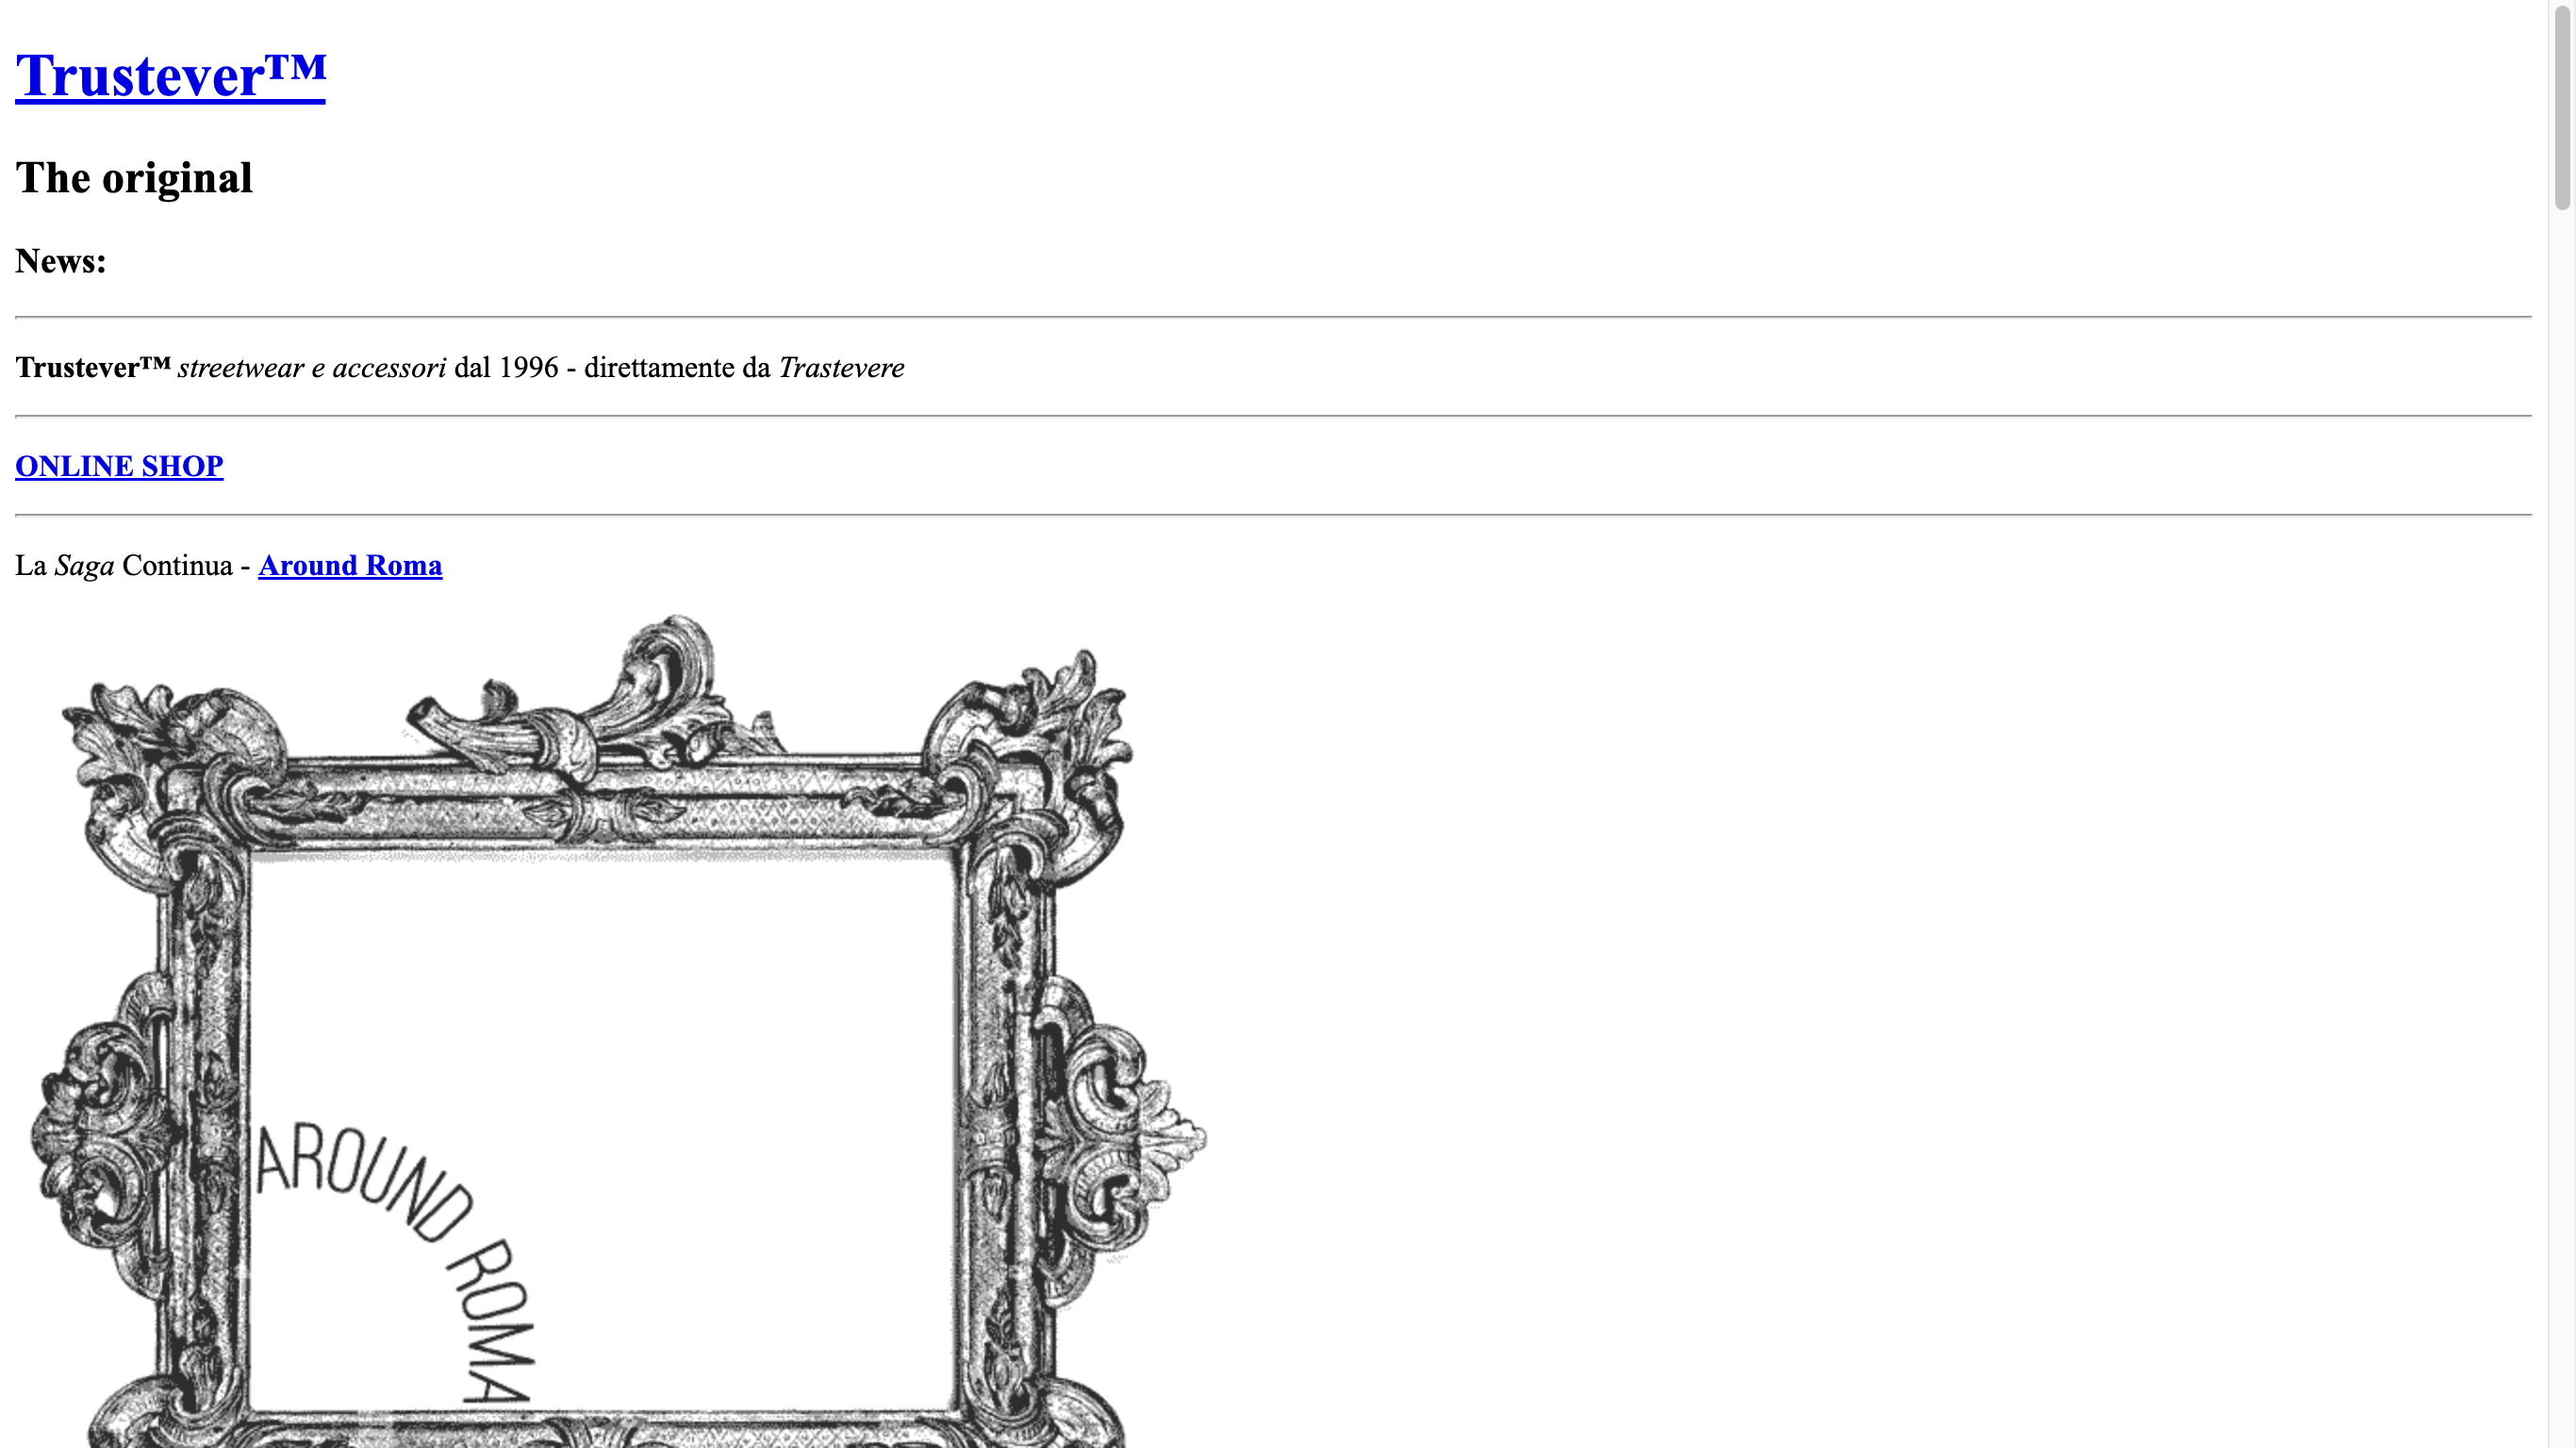 Trustever™
The original
News:
Trustever™ streetwear e accessori dal 1996 - direttamente da Trastevere
ONLINE SHOP
La Saga Continua - Around Roma
AROUND ROMA